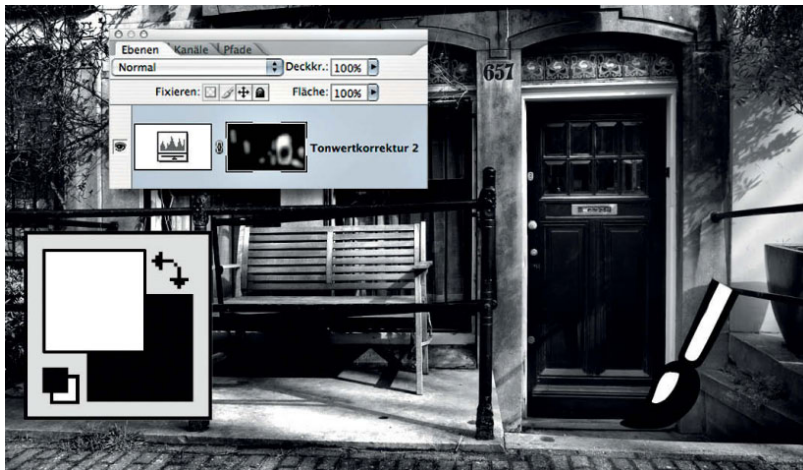 Ebenen Kanäle Pfade
Normal Deckkr.: 100%
Fixieren: Fläche: 100%
Tonwertkorrektur 2
657